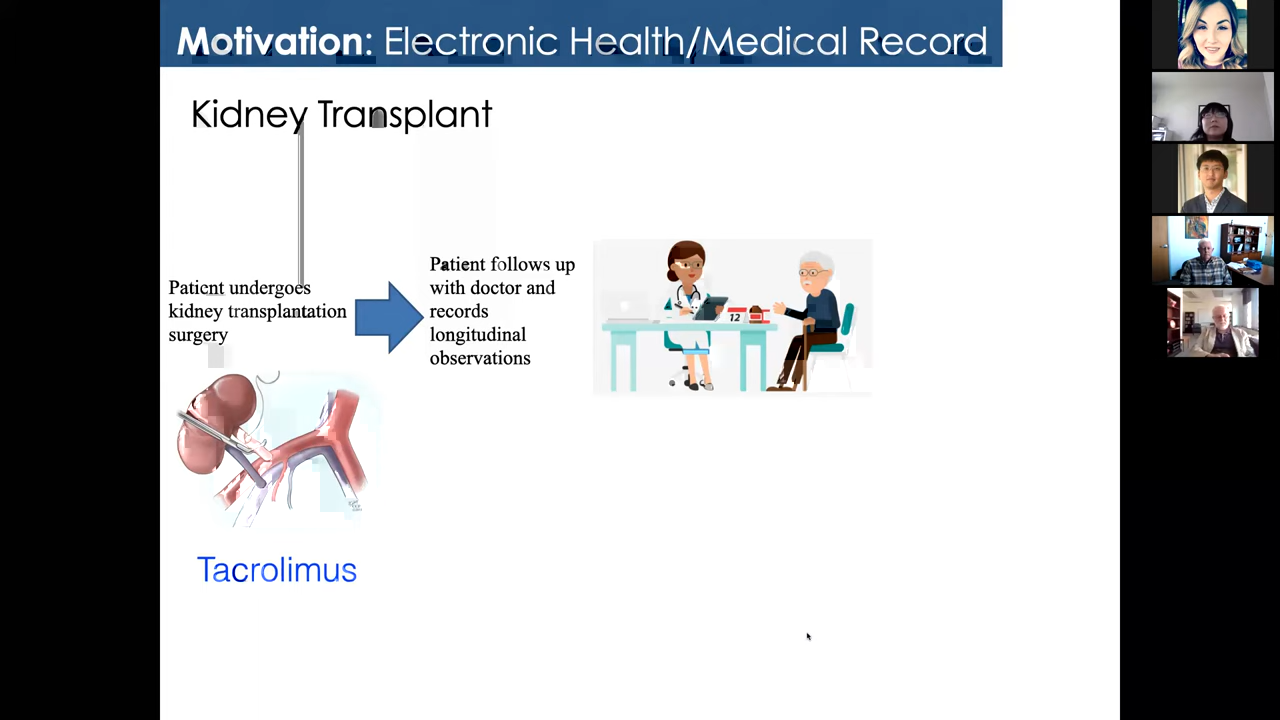 Motivation: Electronic Health/Medical Record
Kidney Transplant
Patient undergoes
kidney transplantation
surgery
Patient follows up
with doctor and
records
longitudinal
observations
12
Tacrolimus